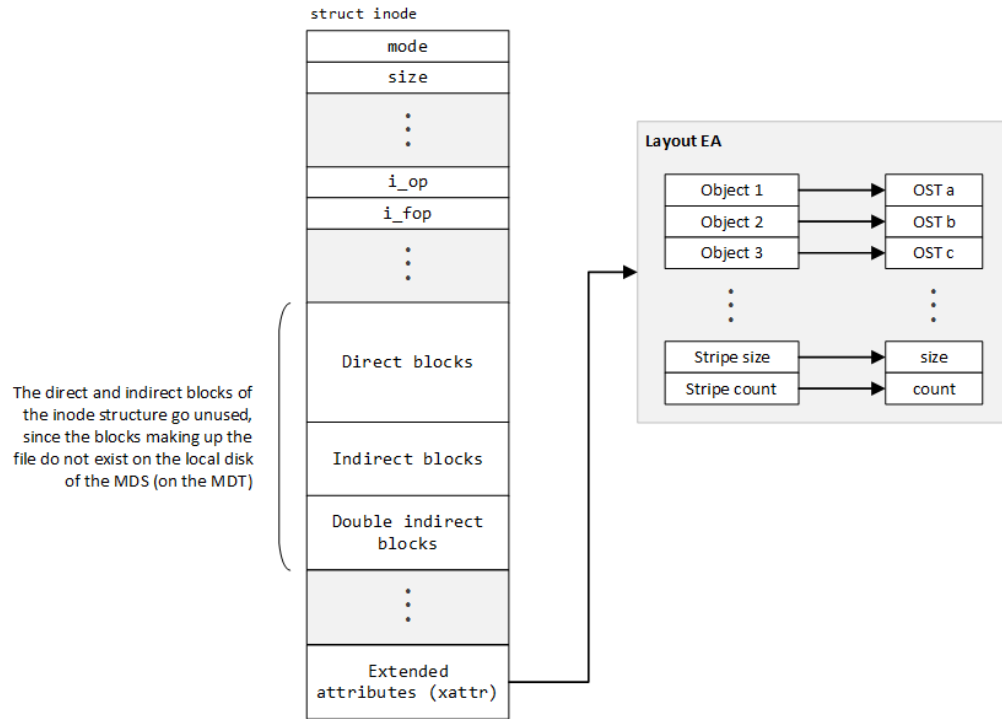 struct inode
mode
size
i_op
i_fop
Direct blocks
Indirect blocks
Double indirect
blocks
Extended
attributes (xattr)
The direct and indirect blocks of
the inode structure go unused,
since the blocks making up the
file do not exist on the local disk
of the MDS (on the MDT)
Layout EA
Object 1
OST a
Object 2
OST b
Object 3
OST c
Stripe size
size
Stripe count
count